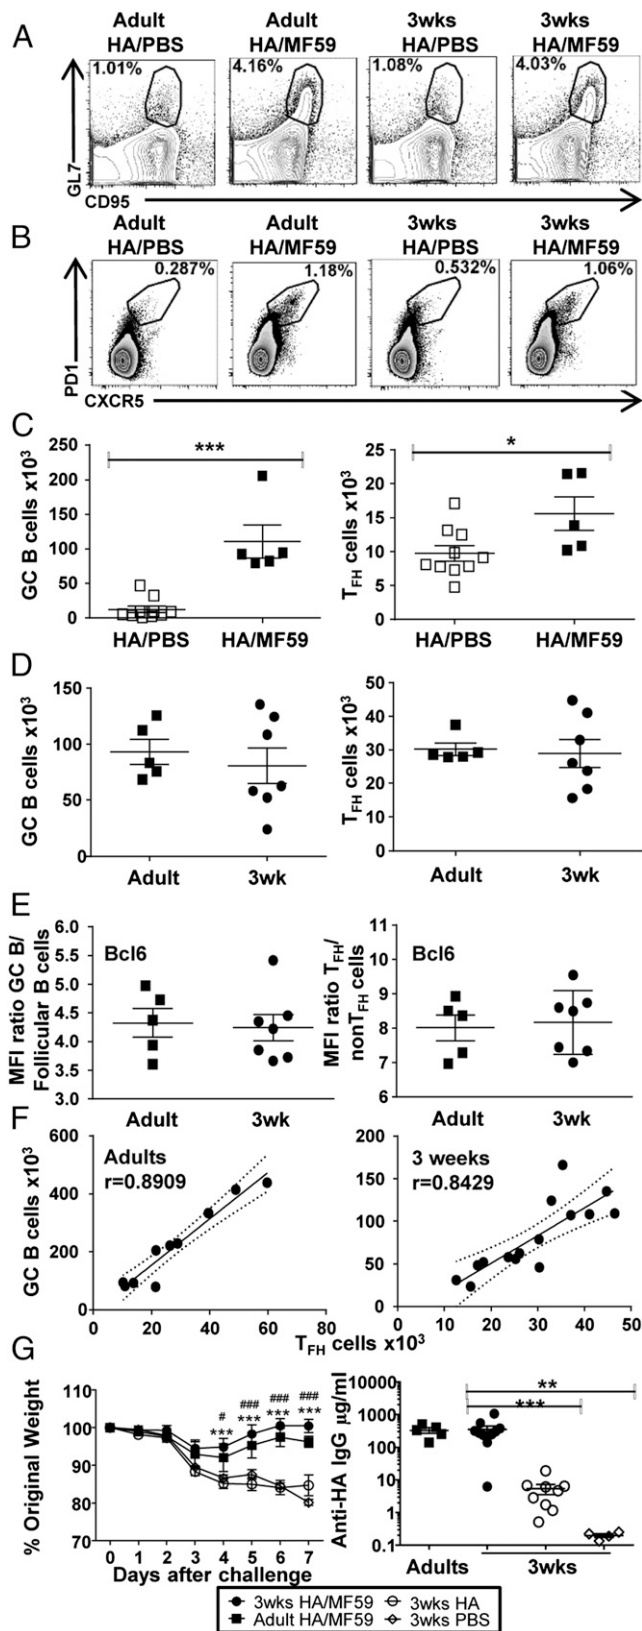 A
Adult HA/PBS
Adult HA/MF59
3wks HA/PBS
3wks HA/MF59
1.01%
4.16%
1.08%
4.03%
GL7
CD95
B
Adult HA/PBS
Adult HA/MF59
3wks HA/PBS
3wks HA/MF59
0.287%
1.18%
0.532%
1.06%
PD1
CXCR5
C
GC B cells x10³
250
200
150
100
50
0
***
HA/PBS HA/MF59
T_FH cells x10³
25
20
15
10
5
0
*
HA/PBS HA/MF59
D
GC B cells x10³
150
100
50
0
Adult 3wk
T_FH cells x10³
50
40
30
20
10
0
Adult 3wk
E
MFI ratio GC B/
Follicular B cells
Bcl6
5.5
6.0
5.0
4.5
4.0
3.5
3.0
Adult 3wk
MFI ratio T_FH/
nonT_FH cells
Bcl6
11
10
9
8
7
6
Adult 3wk
F
GC B cells x10³
600
400
200
0
Adults
r=0.8909
0 20 40 60 80
200
150
100
50
0
3 weeks
r=0.8429
0 10 20 30 40 50
T_FH cells x10³
G
% Original Weight
110
100
90
80
70
# ### ### ###
*** *** *** ***
0 1 2 3 4 5 6 7
Days after challenge
Anti-HA IgG µg/ml
10000
1000
100
10
1
0.1
**
***
Adults 3wks
3wks HA/MF59 3wks HA
Adult HA/MF59 3wks PBS